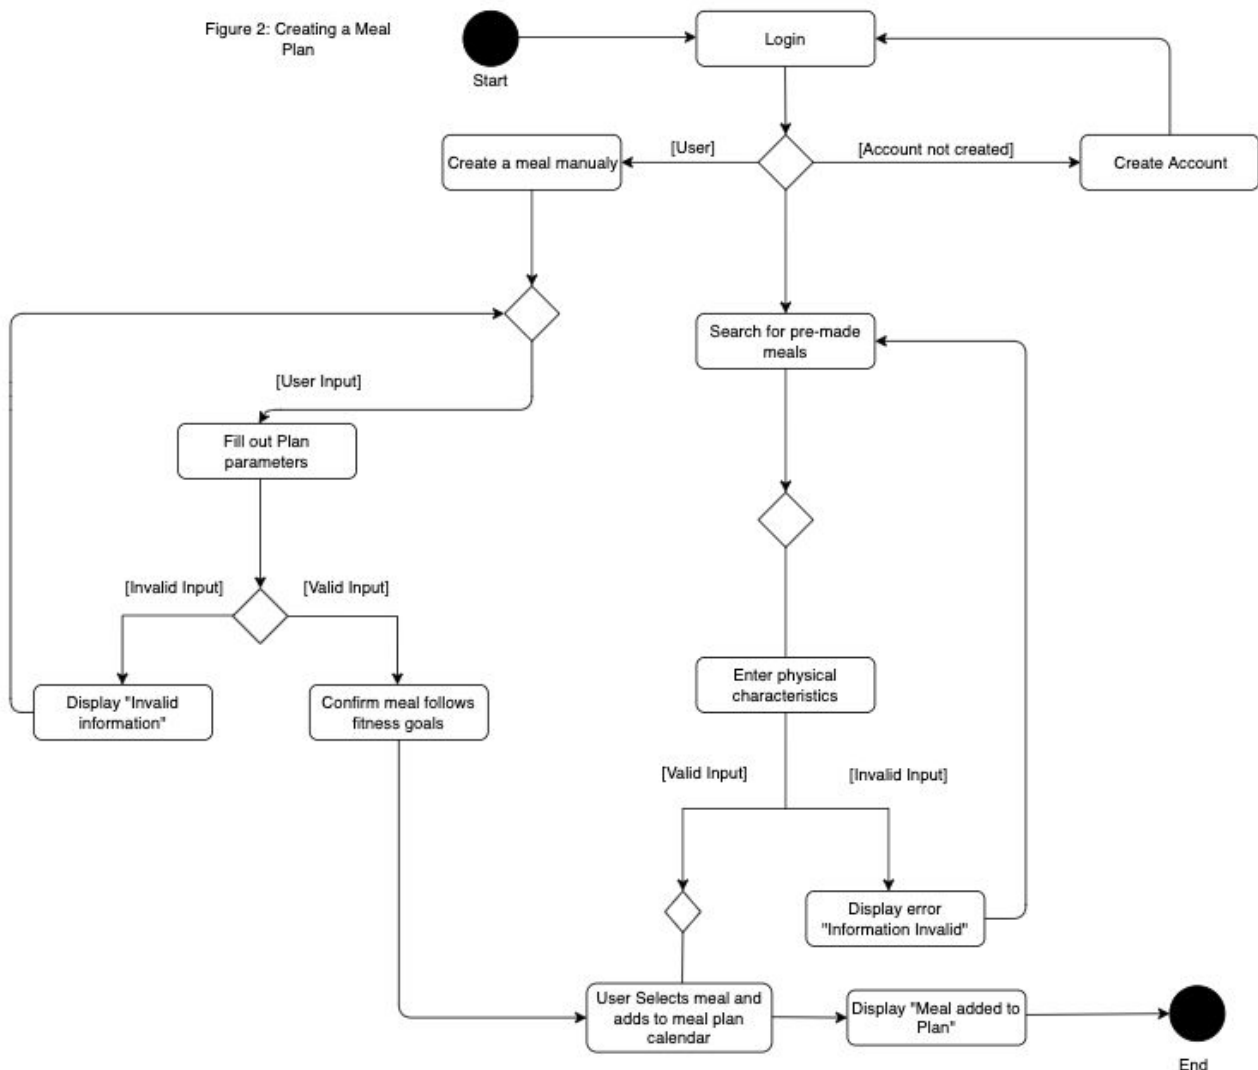 Figure 2: Creating a Meal
Plan
Start
Login
[User]
[Account not created]
Create a meal manualy
Create Account
Search for pre-made
meals
[User Input]
Fill out Plan
parameters
[Invalid Input]
[Valid Input]
Display "Invalid
information"
Confirm meal follows
fitness goals
Enter physical
characteristics
[Valid Input]
[Invalid Input]
Display error
"Information Invalid"
User Selects meal and
adds to meal plan
calendar
Display "Meal added to
Plan"
End